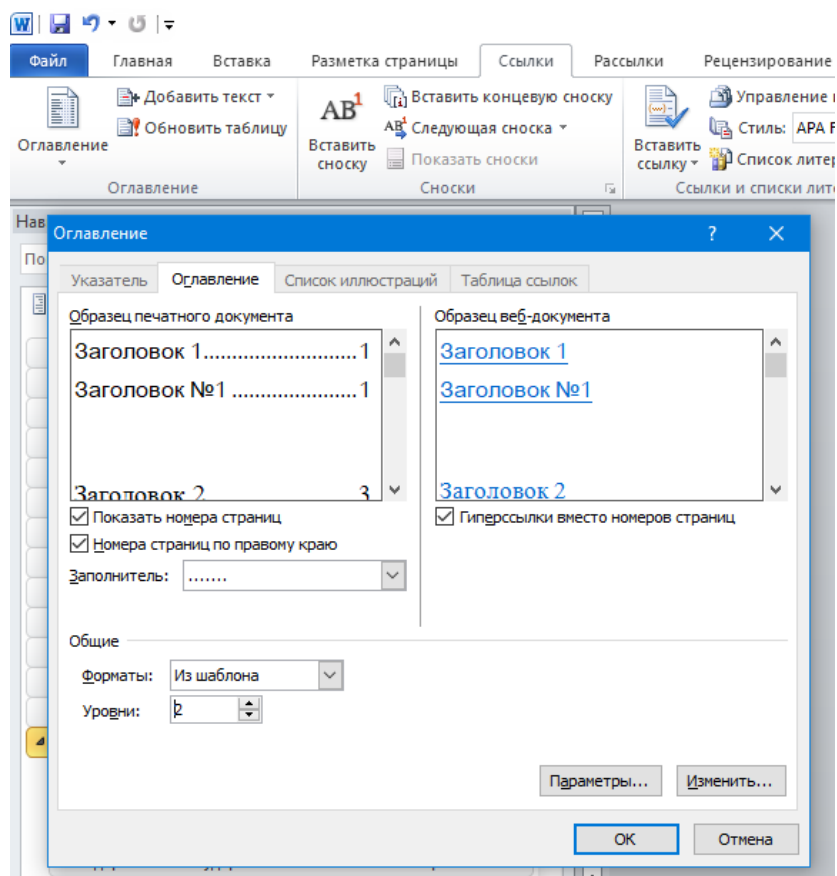 Файл Главная Вставка Разметка страницы Ссылки Рассылки Рецензирование
Оглавление
Добавить текст
Обновить таблицу
Оглавление
AB1
Вставить сноску
Вставить концевую сноску
AB Следующая сноска
Показать сноски
Сноски
Вставить ссылку
Управление
Стиль: APA F
Список литер
Ссылки и списки лит
Нав
По
Оглавление ?
Указатель Оглавление Список иллюстраций Таблица ссылок
Образец печатного документа
Заголовок 1............................1
Заголовок №1 ......................1
Заголовок 2 3
Показать номера страниц
Номера страниц по правому краю
Заполнитель: .......
Образец веб-документа
Заголовок 1
Заголовок №1
Заголовок 2
Гиперссылки вместо номеров страниц
Общие
Форматы: Из шаблона
Уровни: 2
Параметры... Изменить...
ОК Отмена